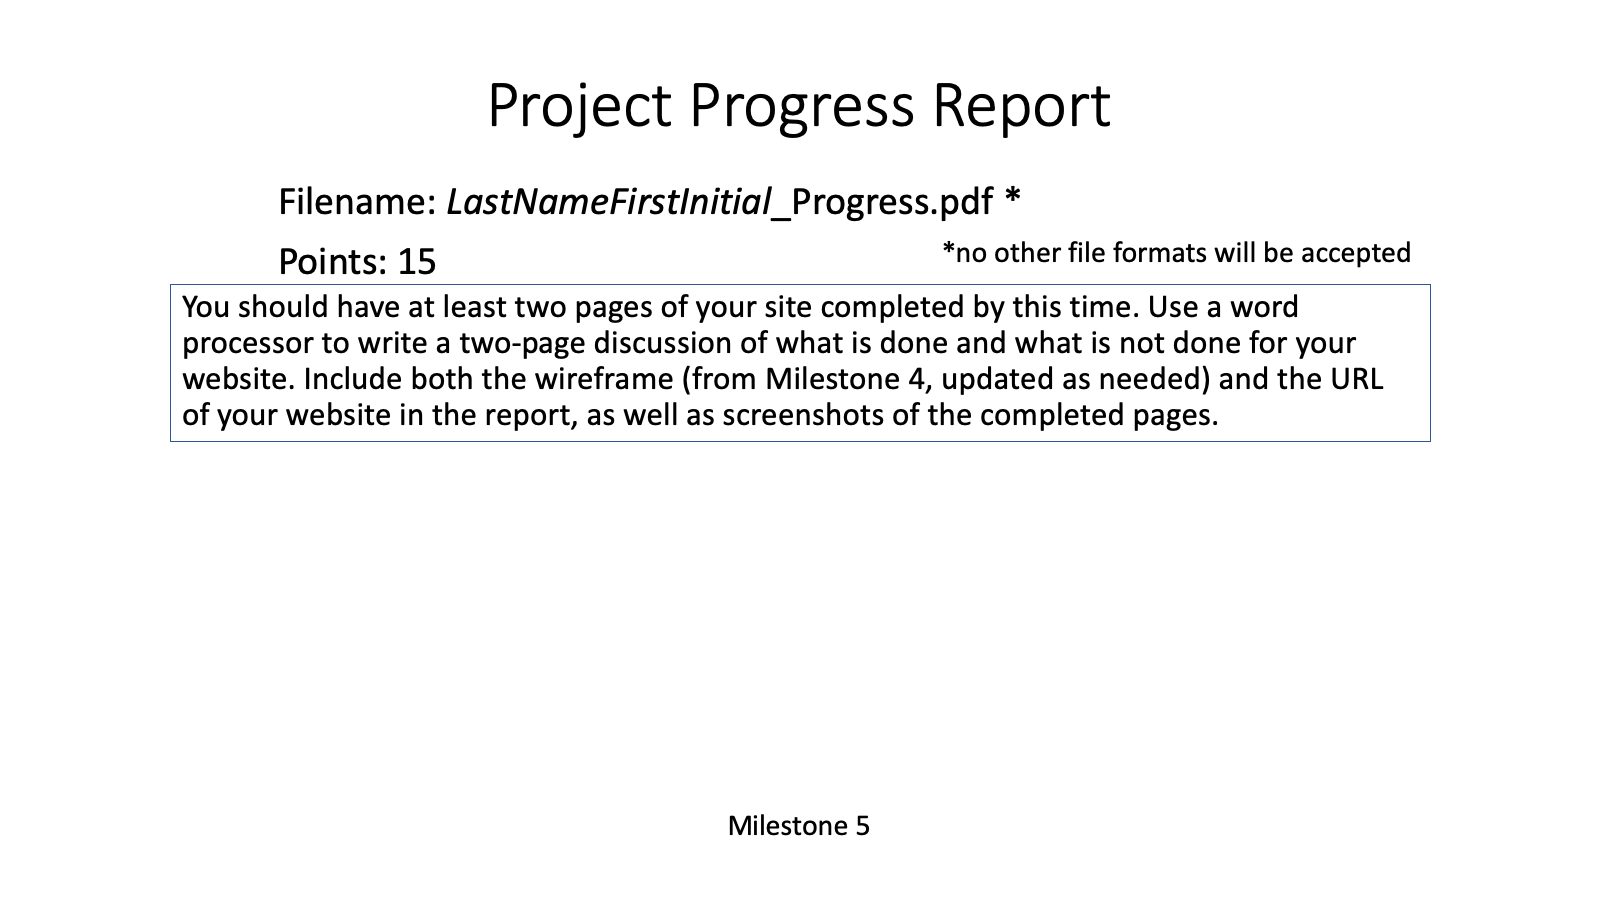 Project Progress Report
Filename: LastNameFirstInitial_Progress.pdf *
Points: 15
*no other file formats will be accepted
You should have at least two pages of your site completed by this time. Use a word
processor to write a two-page discussion of what is done and what is not done for your
website. Include both the wireframe (from Milestone 4, updated as needed) and the URL
of your website in the report, as well as screenshots of the completed pages.
Milestone 5